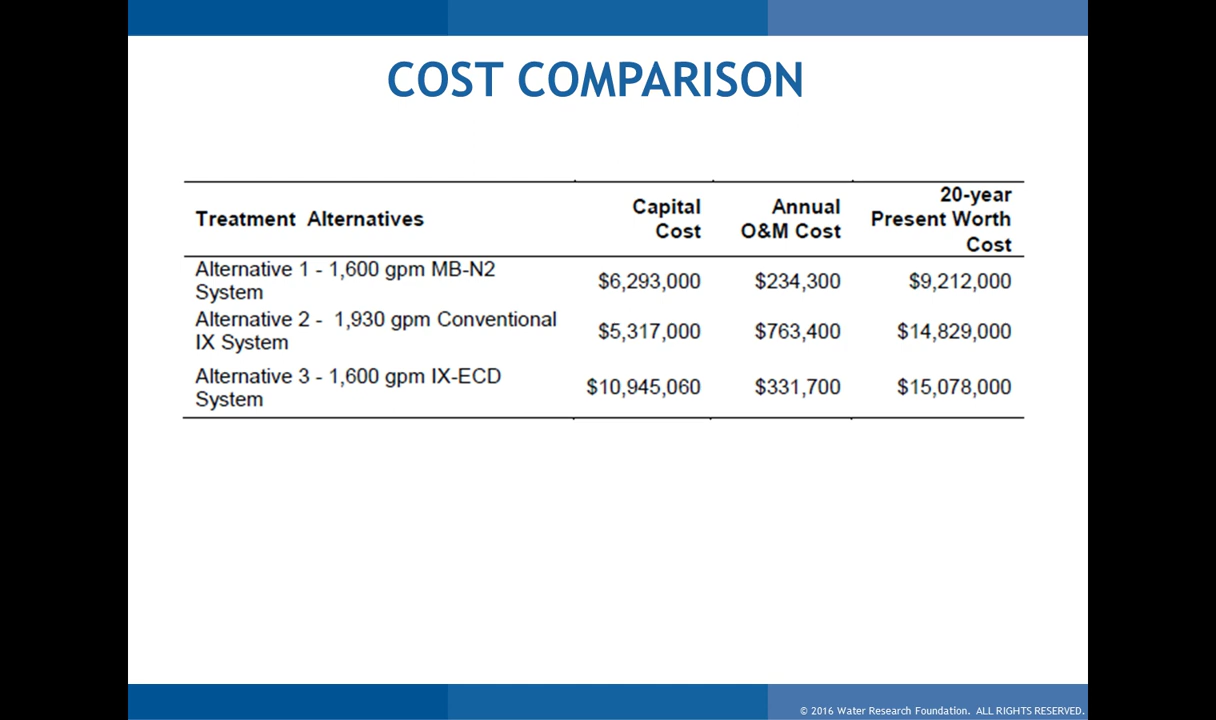 COST COMPARISON
Treatment Alternatives
Capital
Cost
Annual
O&M Cost
20-year
Present Worth
Cost
Alternative 1 - 1,600 gpm MB-N2
System
$6,293,000
$234,300
$9,212,000
Alternative 2 - 1,930 gpm Conventional
IX System
$5,317,000
$763,400
$14,829,000
Alternative 3 - 1,600 gpm IX-ECD
System
$10,945,060
$331,700
$15,078,000
© 2016 Water Research Foundation. ALL RIGHTS RESERVED.